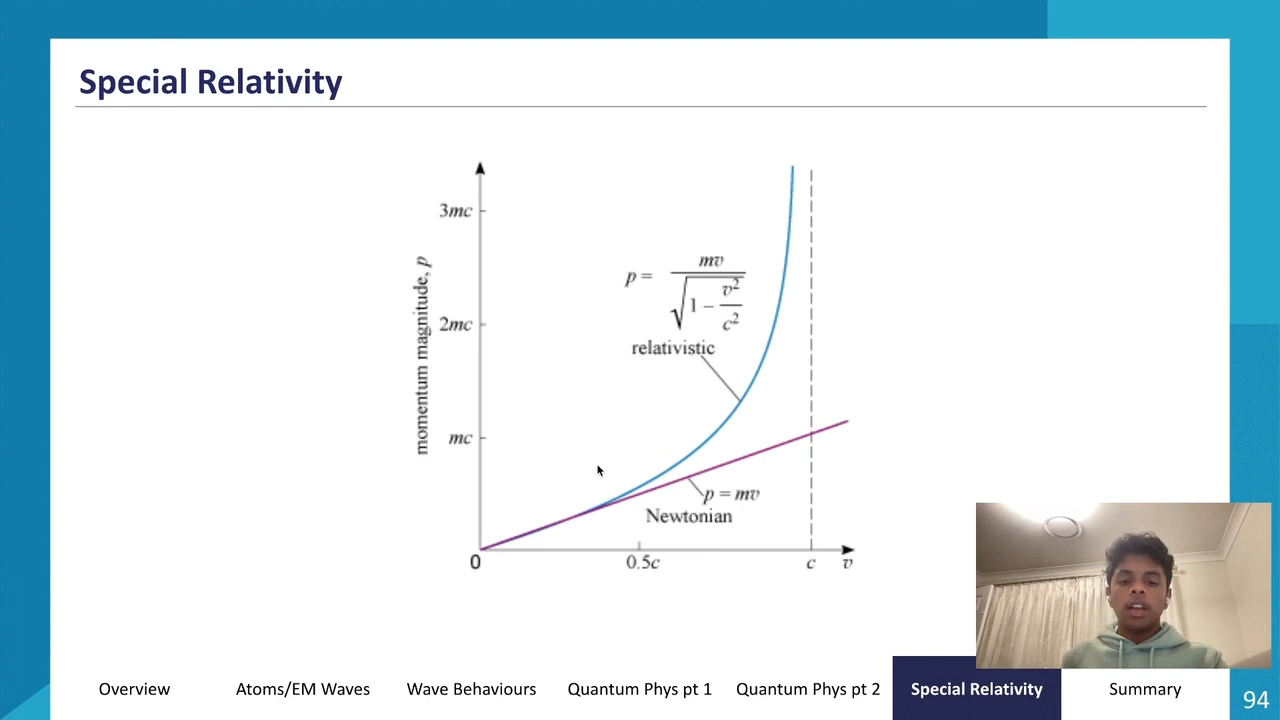 Special Relativity
3mc
p = mv / √(1 − v²/c²)
2mc
relativistic
momentum magnitude, p
mc
p = mv
Newtonian
0 0.5c c v
Overview Atoms/EM Waves Wave Behaviours Quantum Phys pt 1 Quantum Phys pt 2 Special Relativity Summary
94